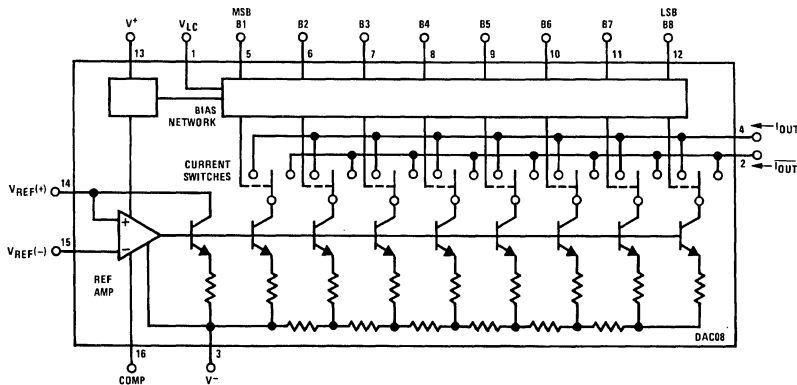 MSB LSB
V+ VLC B1 B2 B3 B4 B5 B6 B7 B8
13 1 5 6 7 8 9 10 11 12
BIAS
NETWORK
4 IOUT
2 IOUT
CURRENT
SWITCHES
VREF(+) 14
+
VREF(−) 15
−
REF
AMP
DAC08
16 3
COMP V−